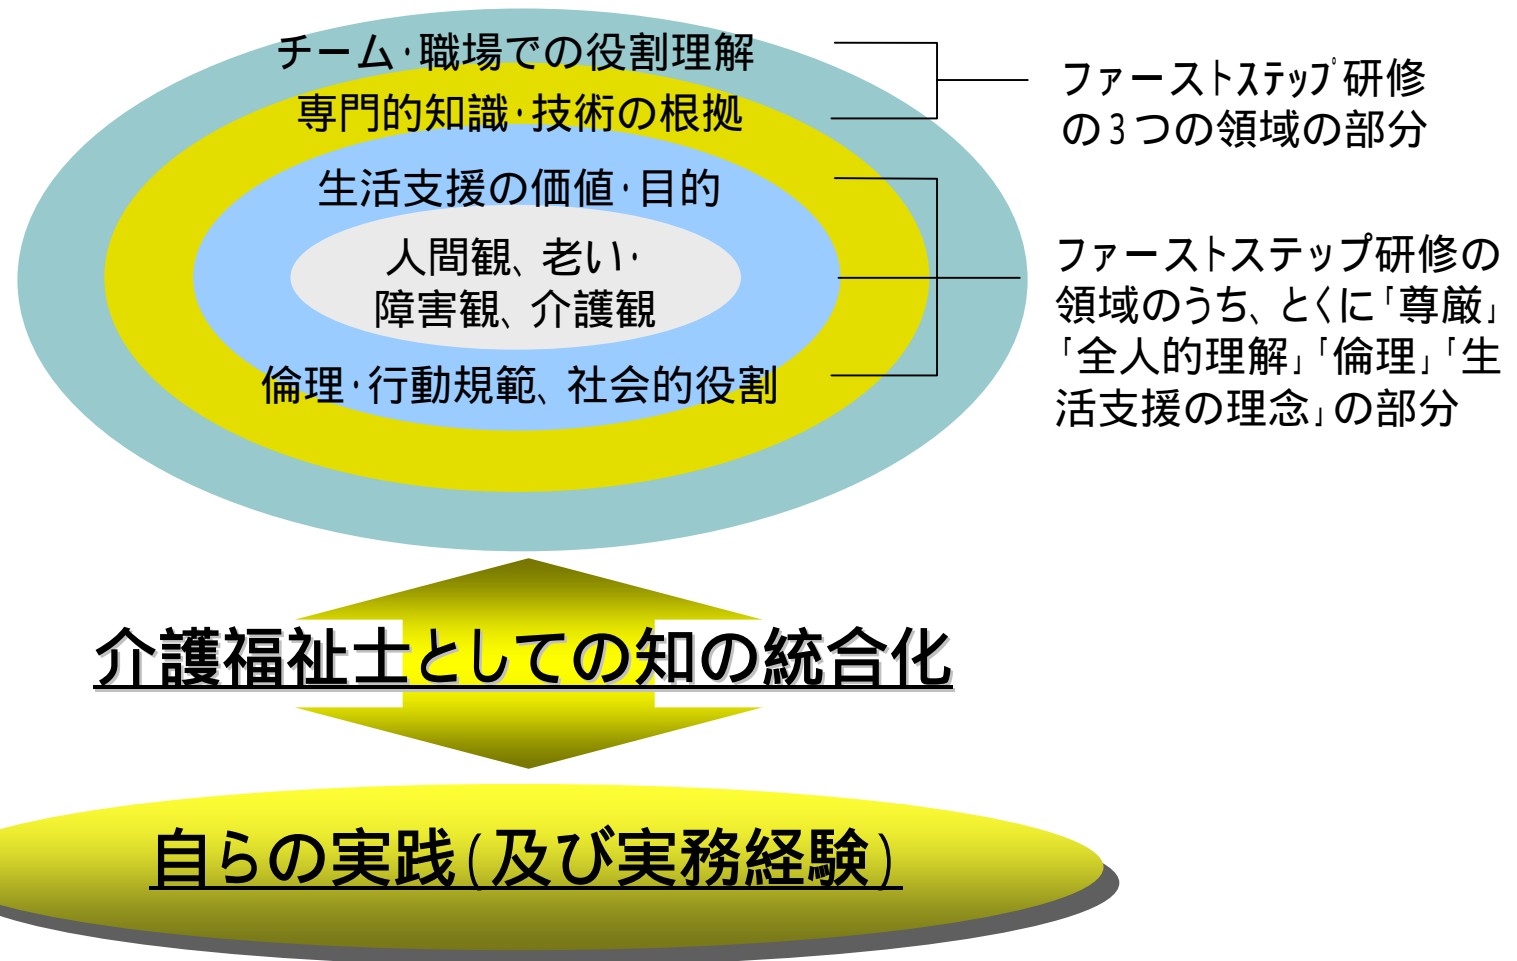 チーム・職場での役割理解
専門的知識・技術の根拠
生活支援の価値・目的
人間観、老い・
障害観、介護観
倫理・行動規範、社会的役割
ファーストステップ研修
の3つの領域の部分
ファーストステップ研修の
領域のうち、とくに「尊厳」
「全人的理解」「倫理」「生
活支援の理念」の部分
介護福祉士としての知の統合化
自らの実践(及び実務経験)